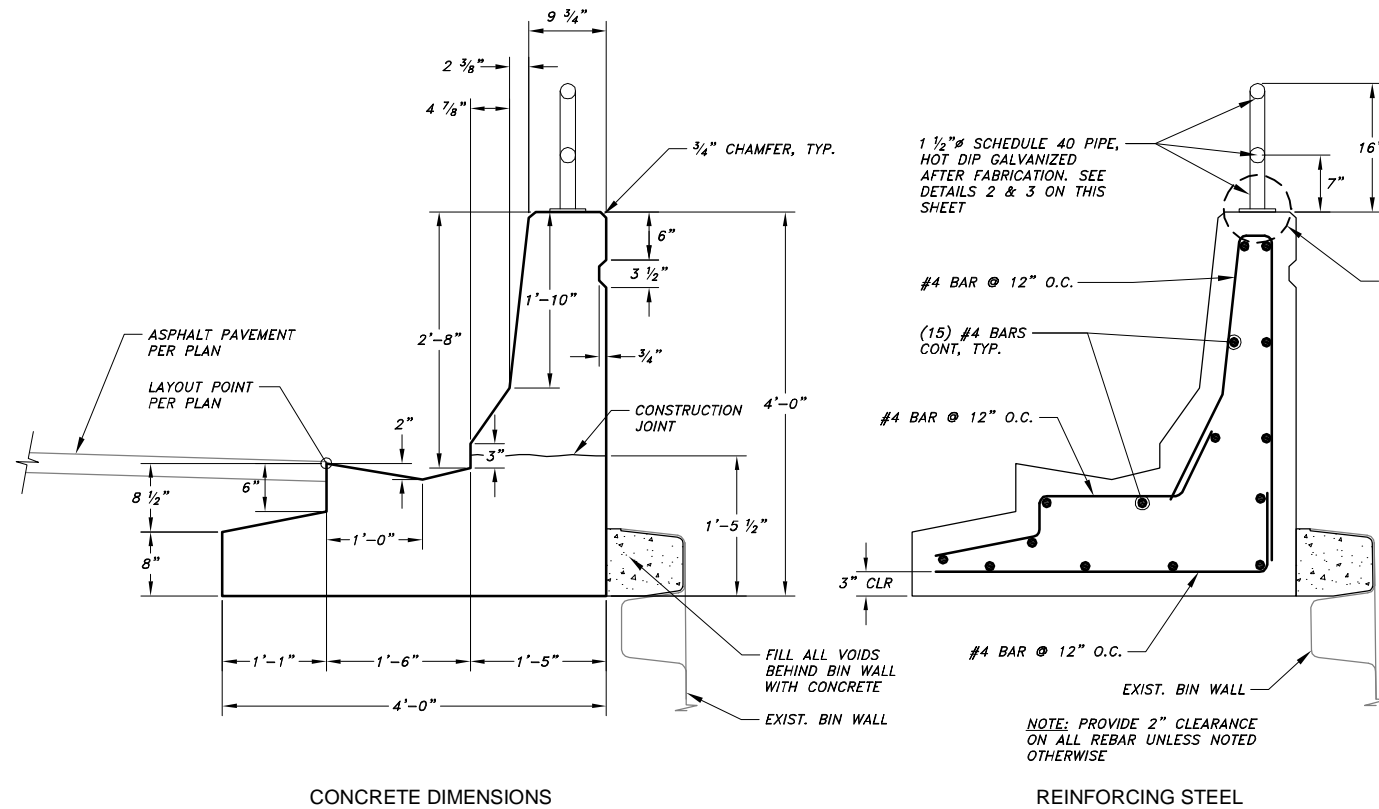 9 ¾"
2 ⅜"
4 ⅞"
¾" CHAMFER, TYP.
6"
3 ½"
1'-10"
2'-8"
¾"
4'-0"
ASPHALT PAVEMENT
PER PLAN
LAYOUT POINT
PER PLAN
2"
CONSTRUCTION
JOINT
3"
8 ½"
6"
1'-0"
1'-5 ½"
8"
1'-1"
1'-6"
1'-5"
4'-0"
FILL ALL VOIDS
BEHIND BIN WALL
WITH CONCRETE
EXIST. BIN WALL
CONCRETE DIMENSIONS
1 ½"ø SCHEDULE 40 PIPE,
HOT DIP GALVANIZED
AFTER FABRICATION. SEE
DETAILS 2 & 3 ON THIS
SHEET
16"
7"
#4 BAR @ 12" O.C.
(15) #4 BARS
CONT, TYP.
#4 BAR @ 12" O.C.
3" CLR
#4 BAR @ 12" O.C.
EXIST. BIN WALL
NOTE: PROVIDE 2" CLEARANCE
ON ALL REBAR UNLESS NOTED
OTHERWISE
REINFORCING STEEL